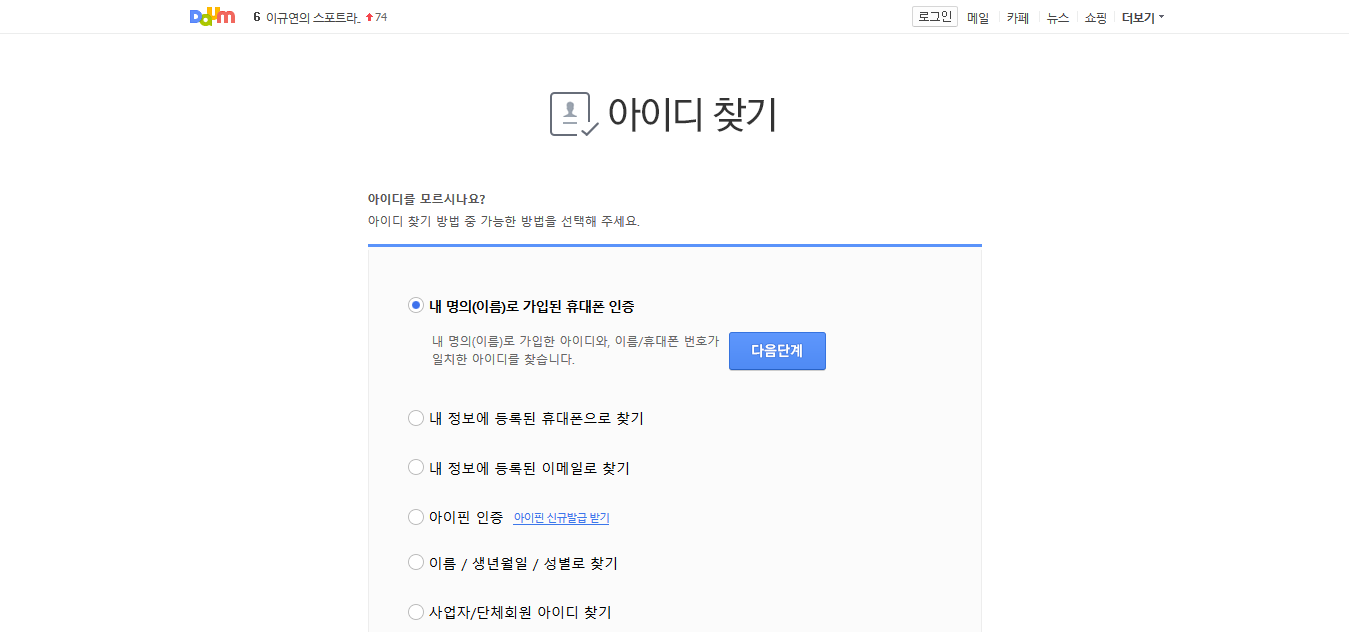 Daum 6 이규연의 스포트라.. 74 로그인 메일 카페 뉴스 쇼핑 더보기
아이디 찾기
아이디를 모르시나요?
아이디 찾기 방법 중 가능한 방법을 선택해 주세요.
내 명의(이름)로 가입된 휴대폰 인증
내 명의(이름)로 가입한 아이디와, 이름/휴대폰 번호가
일치한 아이디를 찾습니다.
다음단계
내 정보에 등록된 휴대폰으로 찾기
내 정보에 등록된 이메일로 찾기
아이핀 인증 아이핀 신규발급 받기
이름 / 생년월일 / 성별로 찾기
사업자/단체회원 아이디 찾기